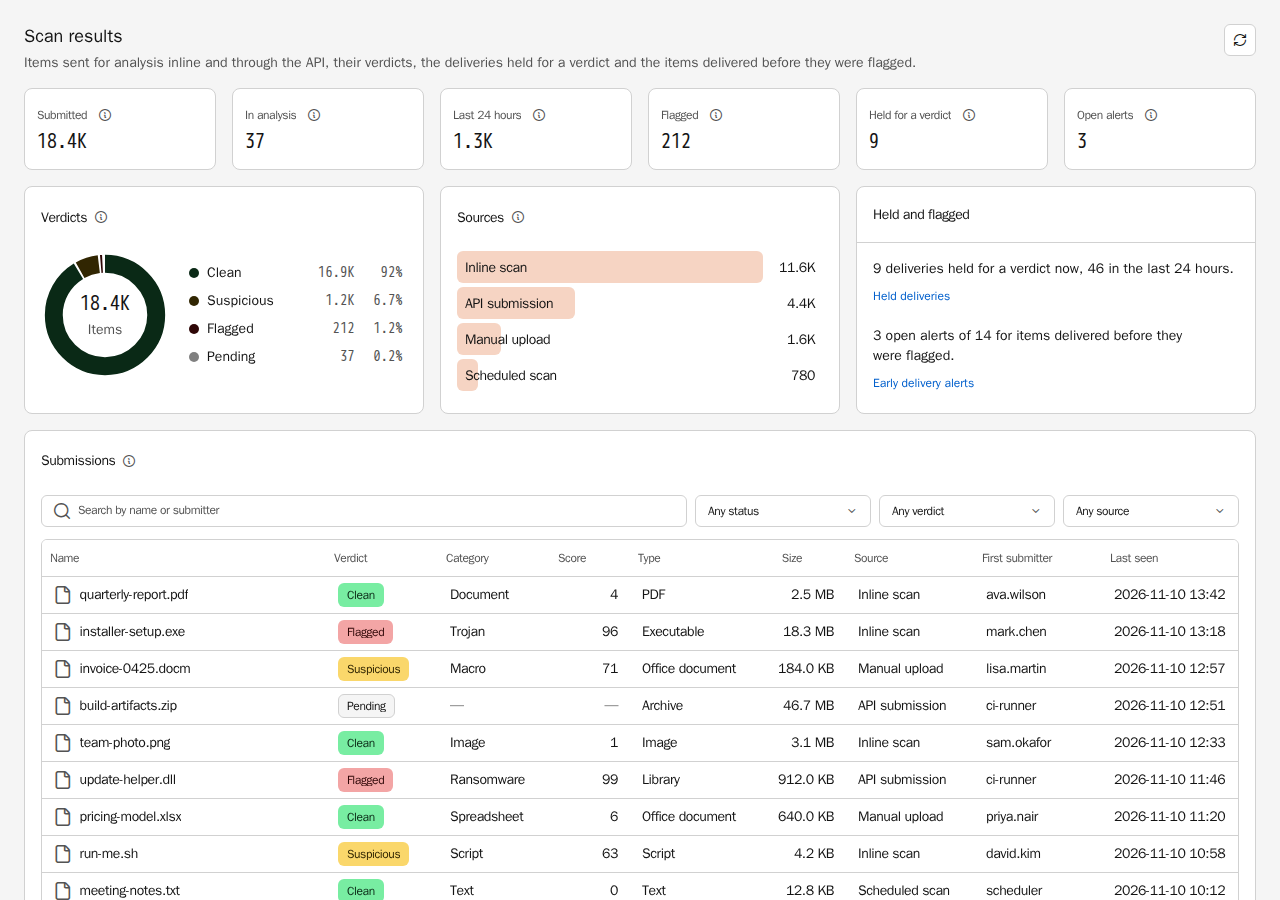 Scan results
Items sent for analysis inline and through the API, their verdicts, the deliveries held for a verdict and the items delivered before they were flagged.
Submitted
18.4K
In analysis
37
Last 24 hours
1.3K
Flagged
212
Held for a verdict
9
Open alerts
3
Verdicts
18.4K
Items
Clean 16.9K 92%
Suspicious 1.2K 6.7%
Flagged 212 1.2%
Pending 37 0.2%
Sources
Inline scan 11.6K
API submission 4.4K
Manual upload 1.6K
Scheduled scan 780
Held and flagged
9 deliveries held for a verdict now, 46 in the last 24 hours.
Held deliveries
3 open alerts of 14 for items delivered before they
were flagged.
Early delivery alerts
Submissions
Search by name or submitter Any status Any verdict Any source
Name Verdict Category Score Type Size Source First submitter Last seen
quarterly-report.pdf Clean Document 4 PDF 2.5 MB Inline scan ava.wilson 2026-11-10 13:42
installer-setup.exe Flagged Trojan 96 Executable 18.3 MB Inline scan mark.chen 2026-11-10 13:18
invoice-0425.docm Suspicious Macro 71 Office document 184.0 KB Manual upload lisa.martin 2026-11-10 12:57
build-artifacts.zip Pending — — Archive 46.7 MB API submission ci-runner 2026-11-10 12:51
team-photo.png Clean Image 1 Image 3.1 MB Inline scan sam.okafor 2026-11-10 12:33
update-helper.dll Flagged Ransomware 99 Library 912.0 KB API submission ci-runner 2026-11-10 11:46
pricing-model.xlsx Clean Spreadsheet 6 Office document 640.0 KB Manual upload priya.nair 2026-11-10 11:20
run-me.sh Suspicious Script 63 Script 4.2 KB Inline scan david.kim 2026-11-10 10:58
meeting-notes.txt Clean Text 0 Text 12.8 KB Scheduled scan scheduler 2026-11-10 10:12